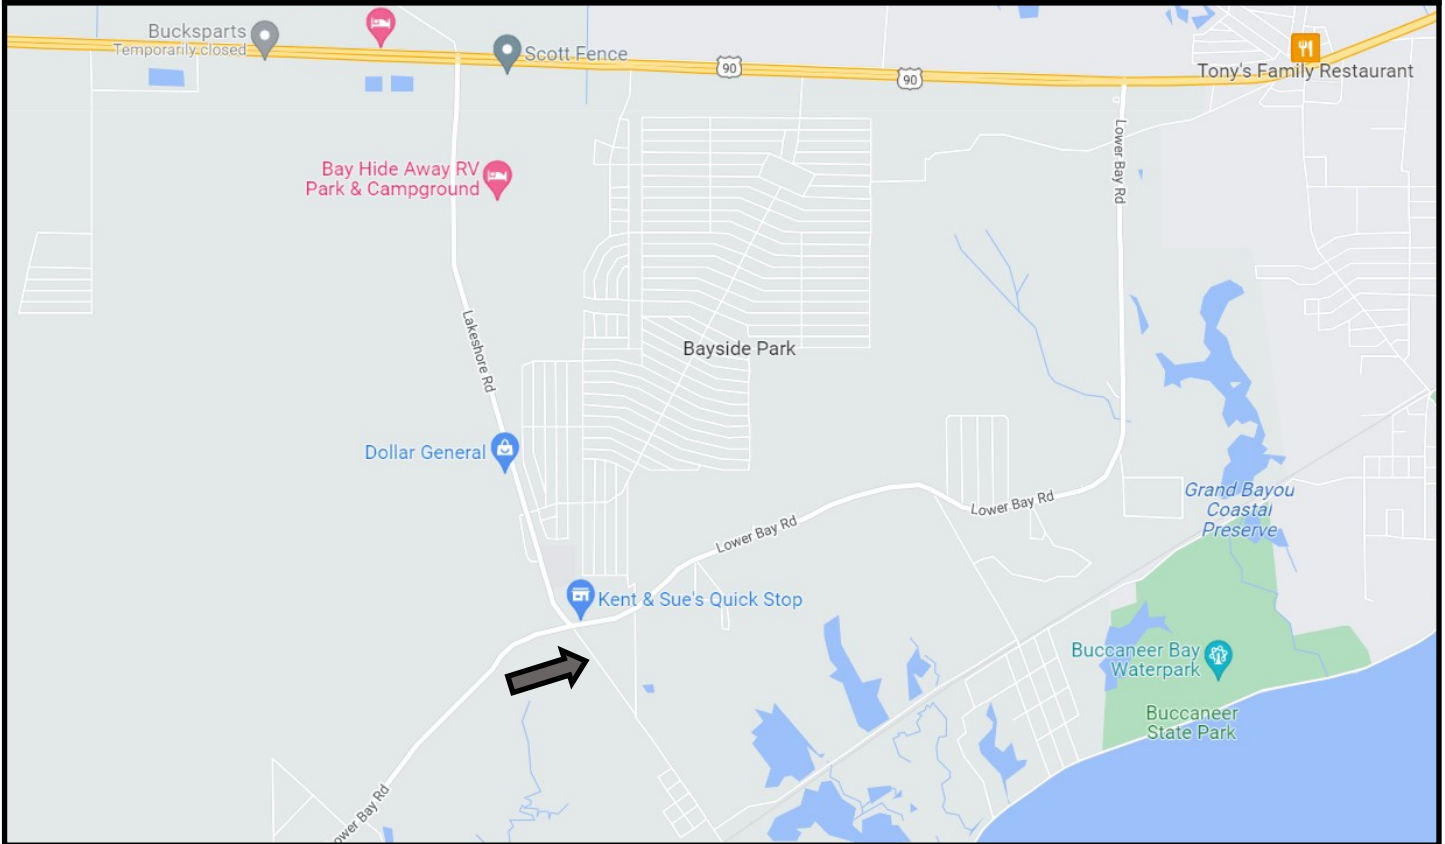 Bucksparts
Temporarily closed
Scott Fence
90
90
Tony's Family Restaurant
Lower Bay Rd
Bay Hide Away RV
Park & Campground
Lakeshore Rd
Bayside Park
Dollar General
Grand Bayou
Coastal
Preserve
Lower Bay Rd
Lower Bay Rd
Kent & Sue's Quick Stop
Buccaneer Bay
Waterpark
Buccaneer
State Park
ower Bay Rd